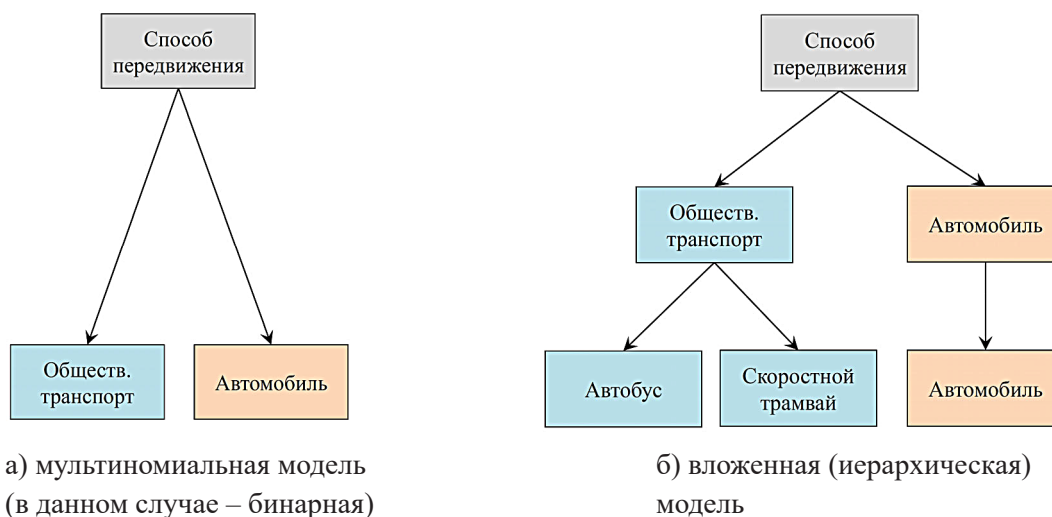 Способ
передвижения
Обществ.
транспорт
Автомобиль
а) мультиномиальная модель
(в данном случае – бинарная)
Способ
передвижения
Обществ.
транспорт
Автомобиль
Автобус
Скоростной
трамвай
Автомобиль
б) вложенная (иерархическая)
модель